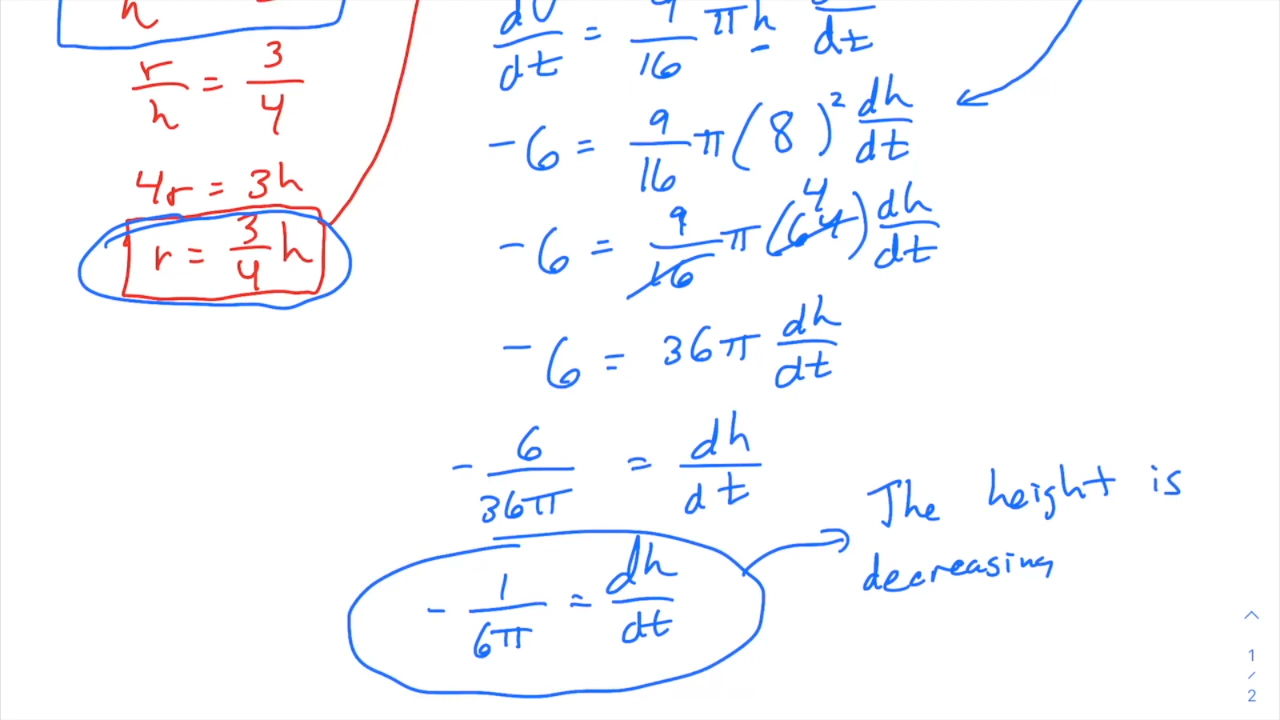 h
r/h = 3/4
4r = 3h
r = 3/4 h
dV/dt = 9/16 πh dh/dt
-6 = 9/16 π(8)² dh/dt
-6 = 9/16 π(64) dh/dt
4
-6 = 36π dh/dt
-6/36π = dh/dt
-1/6π = dh/dt
The height is
decreasing
1
/
2